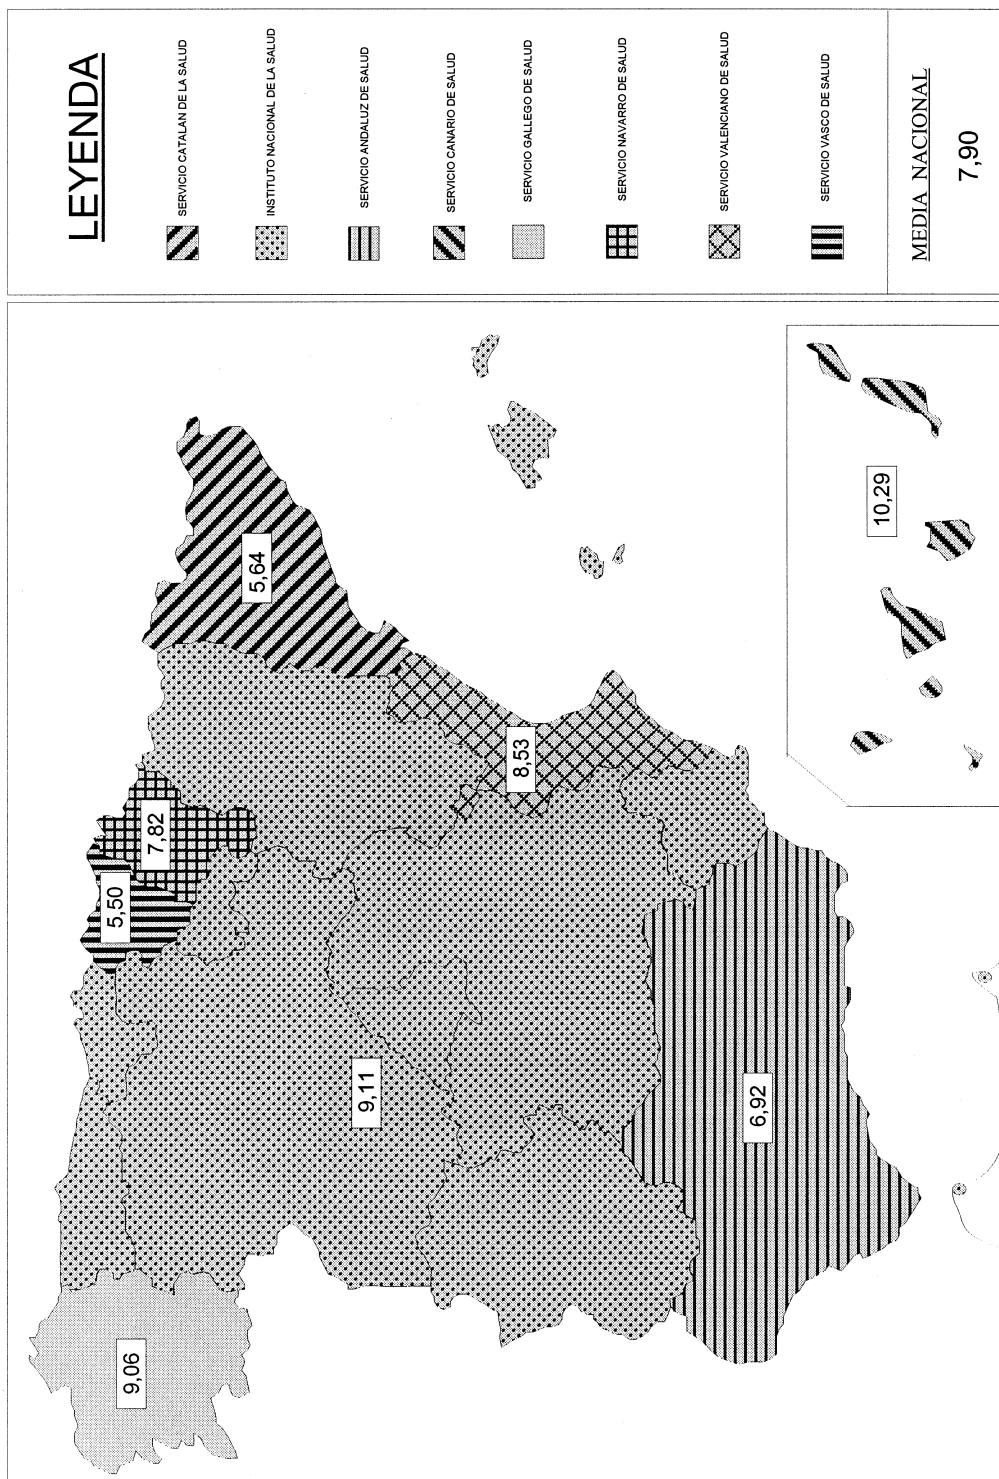 LEYENDA
SERVICIO CATALAN DE LA SALUD
INSTITUTO NACIONAL DE LA SALUD
SERVICIO ANDALUZ DE SALUD
SERVICIO CANARIO DE SALUD
SERVICIO GALLEGO DE SALUD
SERVICIO NAVARRO DE SALUD
SERVICIO VALENCIANO DE SALUD
SERVICIO VASCO DE SALUD
MEDIA NACIONAL
7,90
9,06
5,50
7,82
5,64
9,11
8,53
6,92
10,29